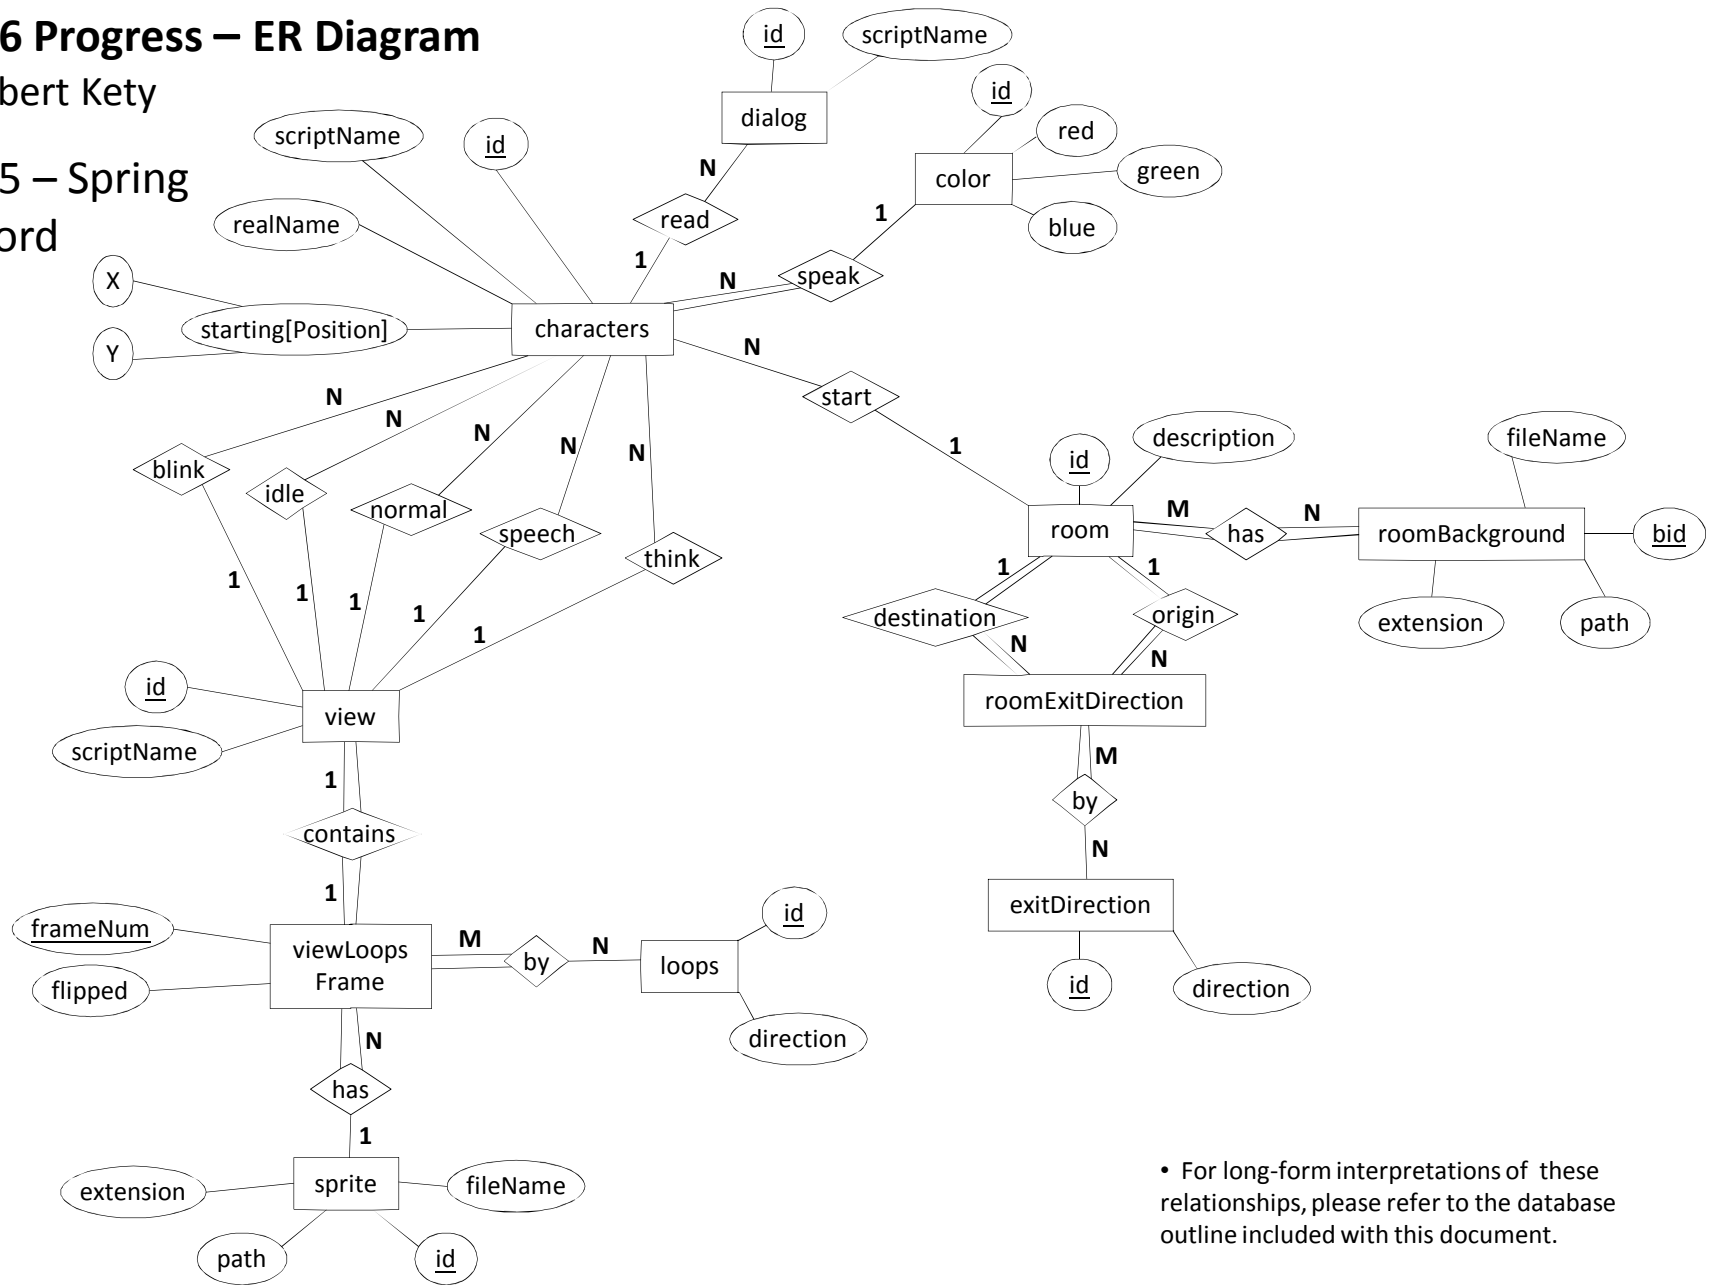 6 Progress – ER Diagram
bert Kety
5 – Spring
ord
id
scriptName
dialog
id
red
color
green
blue
scriptName
id
realName
N
read
1
1
N
speak
X
starting[Position]
Y
characters
N
start
1
N
N
N
N
N
blink
idle
normal
speech
think
1
1
1
1
1
id
description
fileName
room
M
has
N
roomBackground
bid
extension
path
1
1
destination
origin
N
N
roomExitDirection
M
by
N
exitDirection
id
direction
id
scriptName
view
1
contains
1
frameNum
flipped
viewLoops
Frame
M
by
N
loops
id
direction
N
has
1
sprite
extension
fileName
path
id
• For long-form interpretations of these
relationships, please refer to the database
outline included with this document.